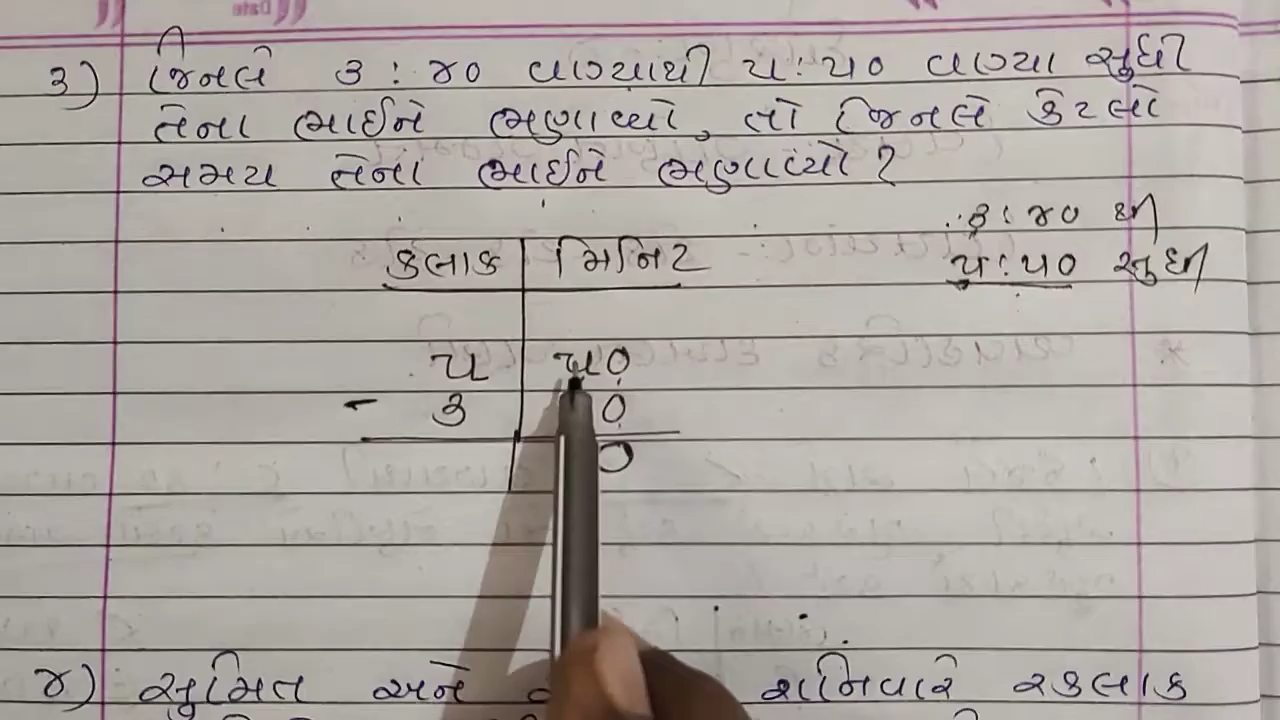 ૩) જિનલે ૩:૪૦ વાગ્યાથી ૫:૫૦ વાગ્યા સુધી
તેના ભાઈને ભણાવ્યો, તો જિનલે કેટલો
સમય તેના ભાઈને ભણાવ્યો?
૩:૪૦ થી
૫:૫૦ સુધી
કલાક | મિનિટ
૫ | ૫૦
- ૩ | ૦
૦
૪) સુમિત અને શનિવારે ૨ કલાક